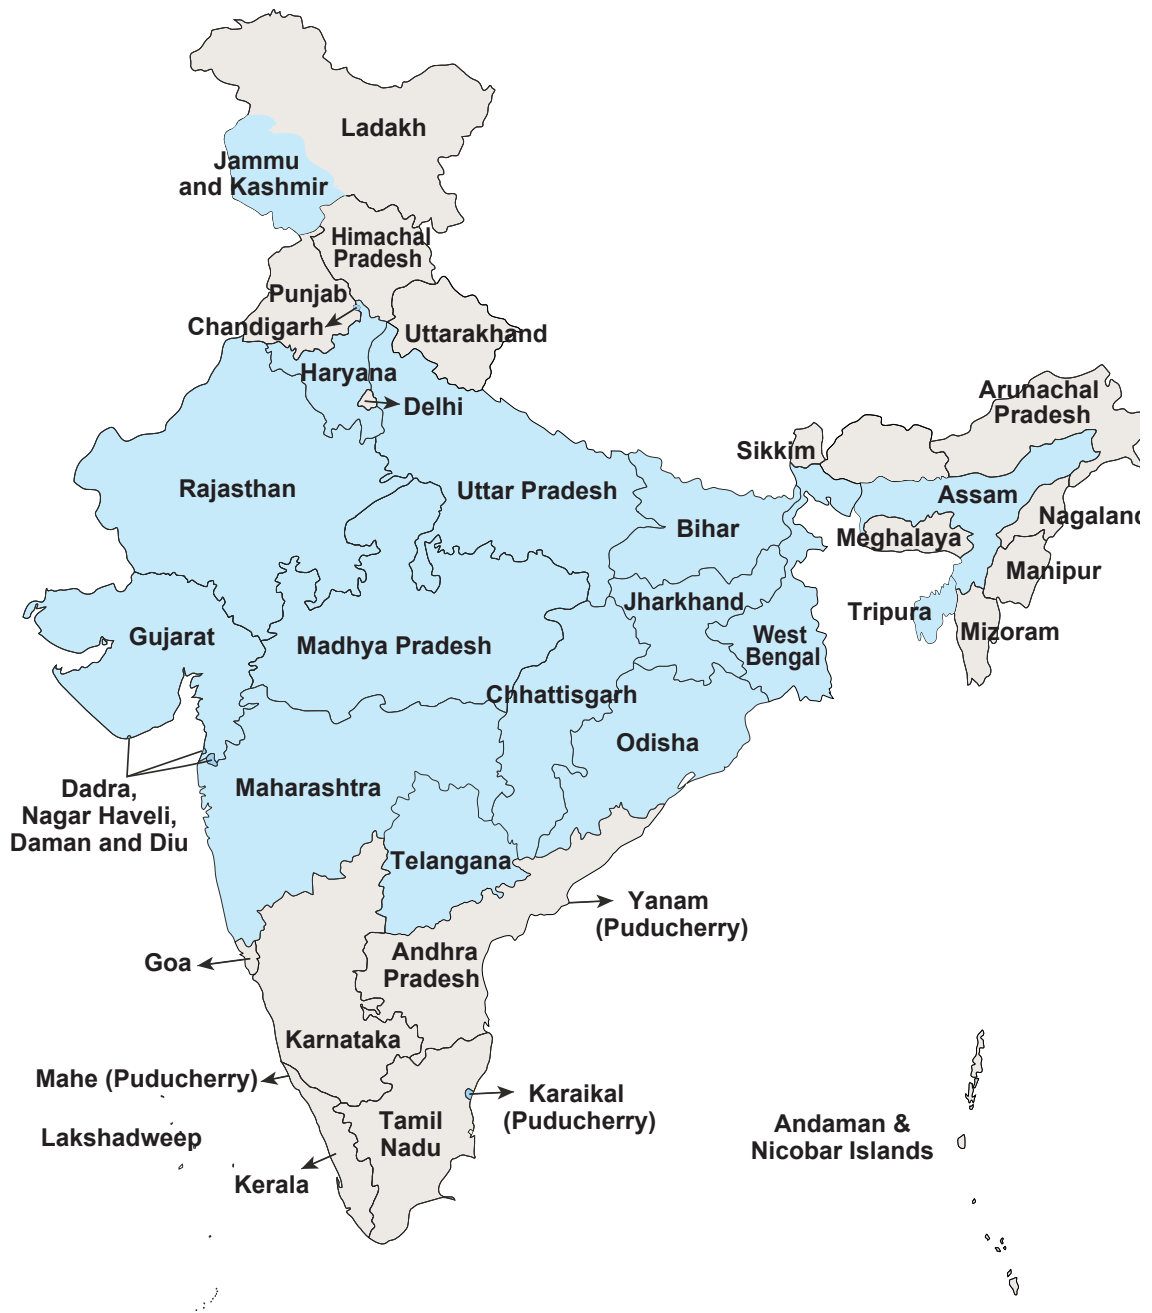 Ladakh
Jammu
and Kashmir
Himachal
Pradesh
Punjab
Chandigarh
Uttarakhand
Haryana
Delhi
Arunachal
Pradesh
Sikkim
Rajasthan
Uttar Pradesh
Assam
Bihar
Nagaland
Meghalaya
Manipur
Jharkhand
Tripura
Gujarat
Madhya Pradesh
West
Bengal
Mizoram
Chhattisgarh
Odisha
Maharashtra
Dadra,
Nagar Haveli,
Daman and Diu
Telangana
Yanam
(Puducherry)
Goa
Andhra
Pradesh
Karnataka
Mahe (Puducherry)
Karaikal
(Puducherry)
Lakshadweep
Tamil
Nadu
Andaman &
Nicobar Islands
Kerala